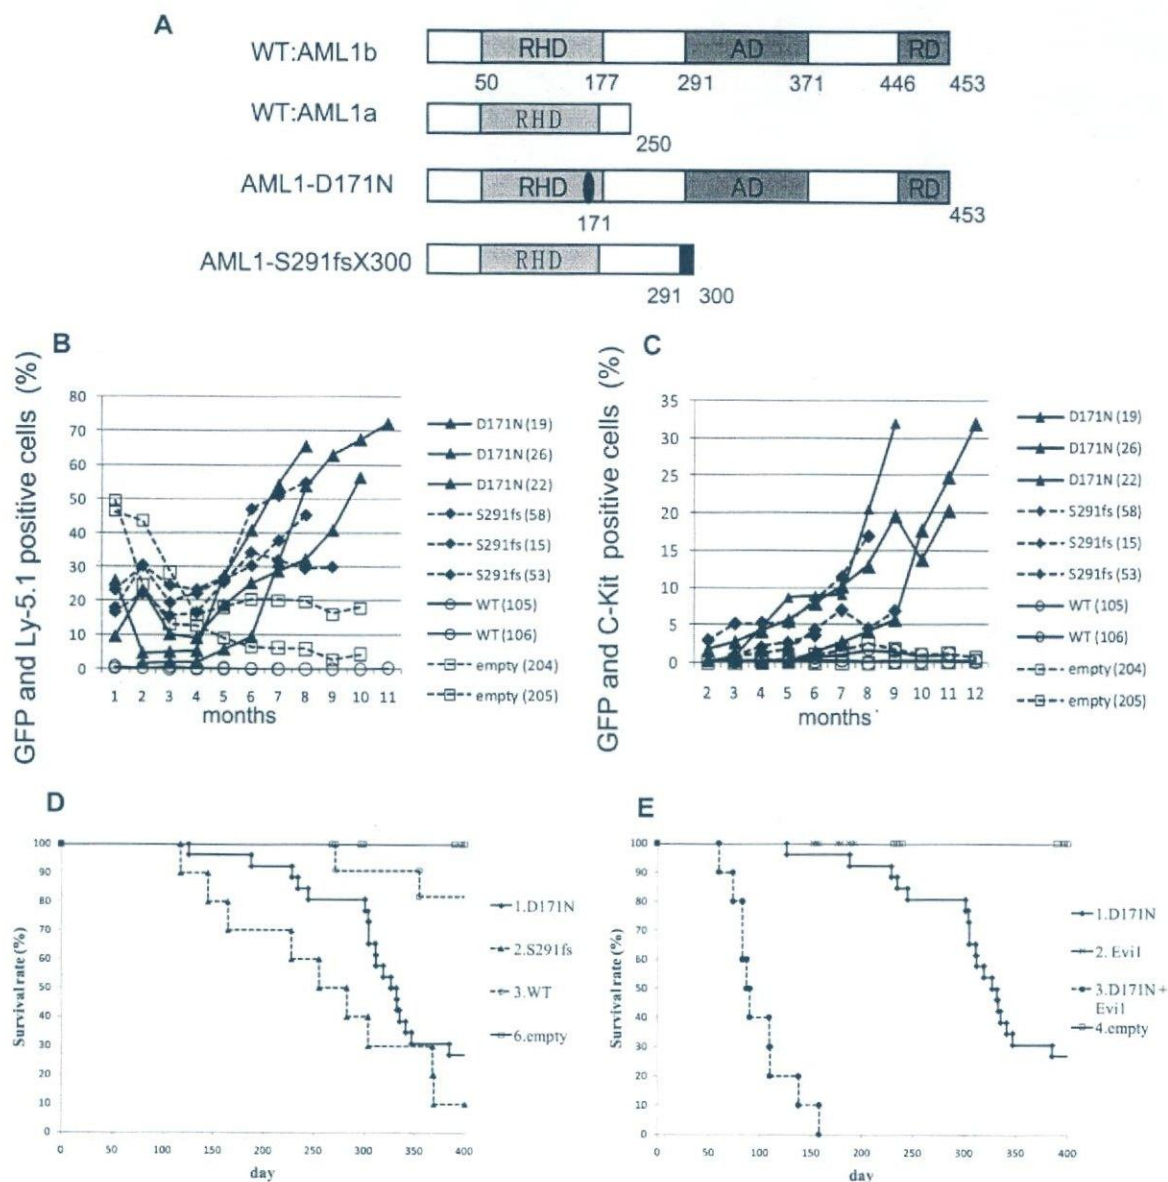 A
WT:AML1b RHD AD RD
50 177 291 371 446 453
WT:AML1a RHD
250
AML1-D171N RHD AD RD
171 453
AML1-S291fsX300 RHD
291 300
B
GFP and Ly-5.1 positive cells (%)
80
70
60
50
40
30
20
10
0
1 2 3 4 5 6 7 8 9 10 11
months
D171N (19)
D171N (26)
D171N (22)
S291fs (58)
S291fs (15)
S291fs (53)
WT (105)
WT (106)
empty (204)
empty (205)
C
GFP and C-Kit positive cells (%)
35
30
25
20
15
10
5
0
2 3 4 5 6 7 8 9 10 11 12
months
D171N (19)
D171N (26)
D171N (22)
S291fs (58)
S291fs (15)
S291fs (53)
WT (105)
WT (106)
empty (204)
empty (205)
D
Survival rate (%)
100
90
80
70
60
50
40
30
20
10
0
0 50 100 150 200 250 300 350 400
day
1.D171N
2.S291fs
3.WT
6.empty
E
Survival rate (%)
100
90
80
70
60
50
40
30
20
10
0
0 50 100 150 200 250 300 350 400
day
1.D171N
2. Evi1
3.D171N +
Evi1
4.empty